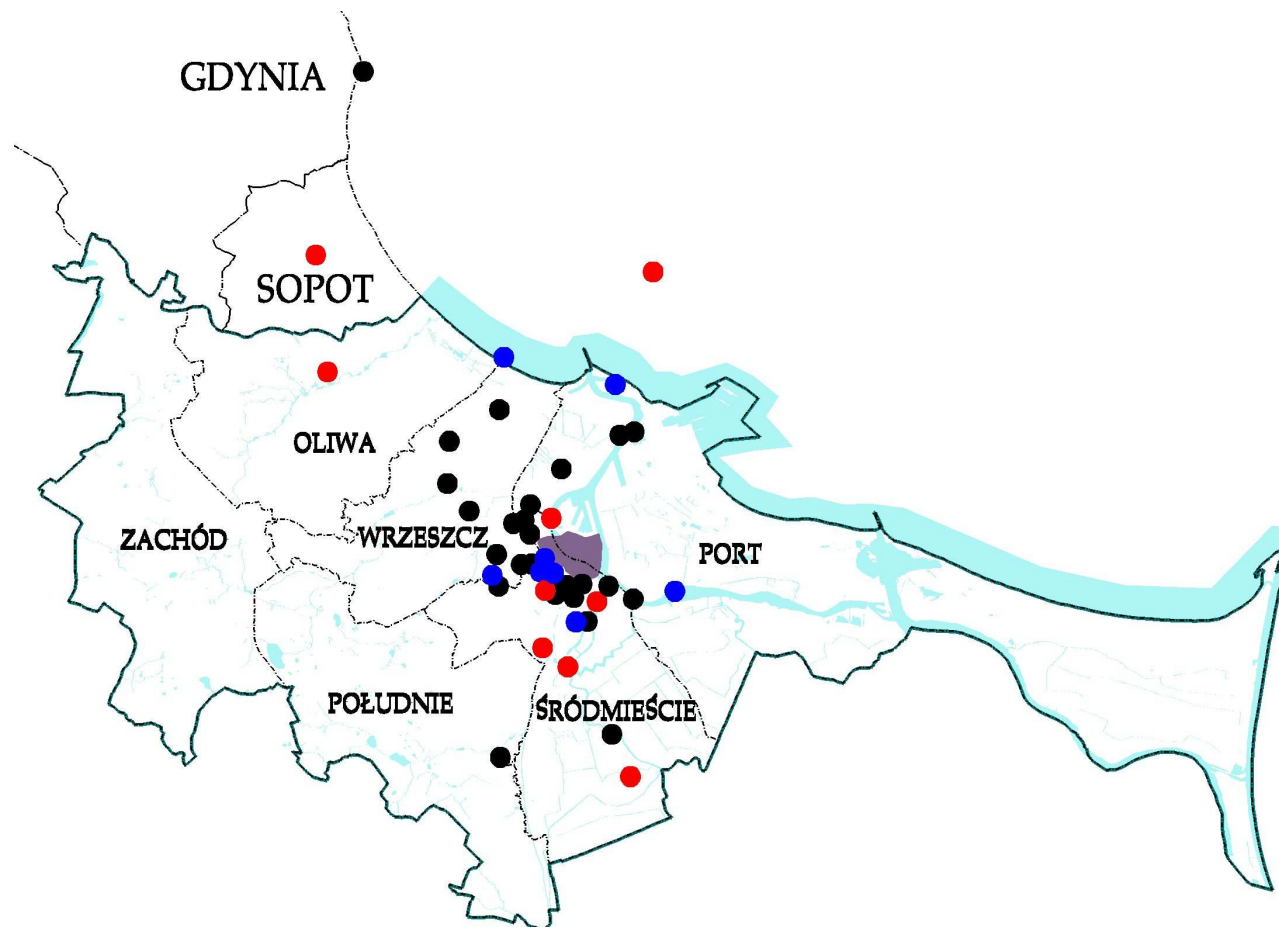 GDYNIA
SOPOT
OLIWA
ZACHÓD
WRZESZCZ
PORT
POŁUDNIE
ŚRÓDMIEŚCIE